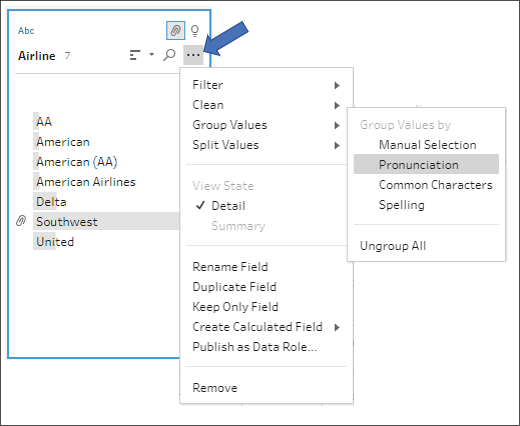 Abc
Airline 7
AA
American
American (AA)
American Airlines
Delta
Southwest
United
Filter
Clean
Group Values
Split Values
View State
Detail
Summary
Rename Field
Duplicate Field
Keep Only Field
Create Calculated Field
Publish as Data Role...
Remove
Group Values by
Manual Selection
Pronunciation
Common Characters
Spelling
Ungroup All